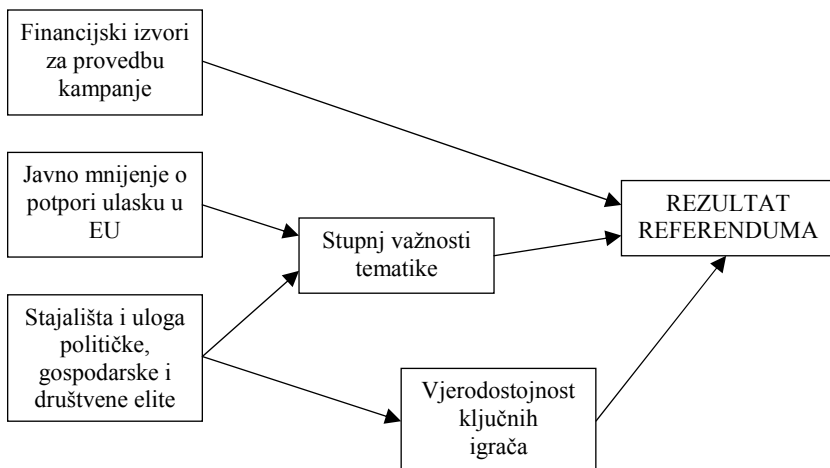 Financijski izvori
za provedbu
kampanje
Javno mnijenje o
potpori ulasku u
EU
Stajališta i uloga
političke,
gospodarske i
društvene elite
Stupnj važnosti
tematike
Vjerodostojnost
ključnih
igrača
REZULTAT
REFERENDUMA